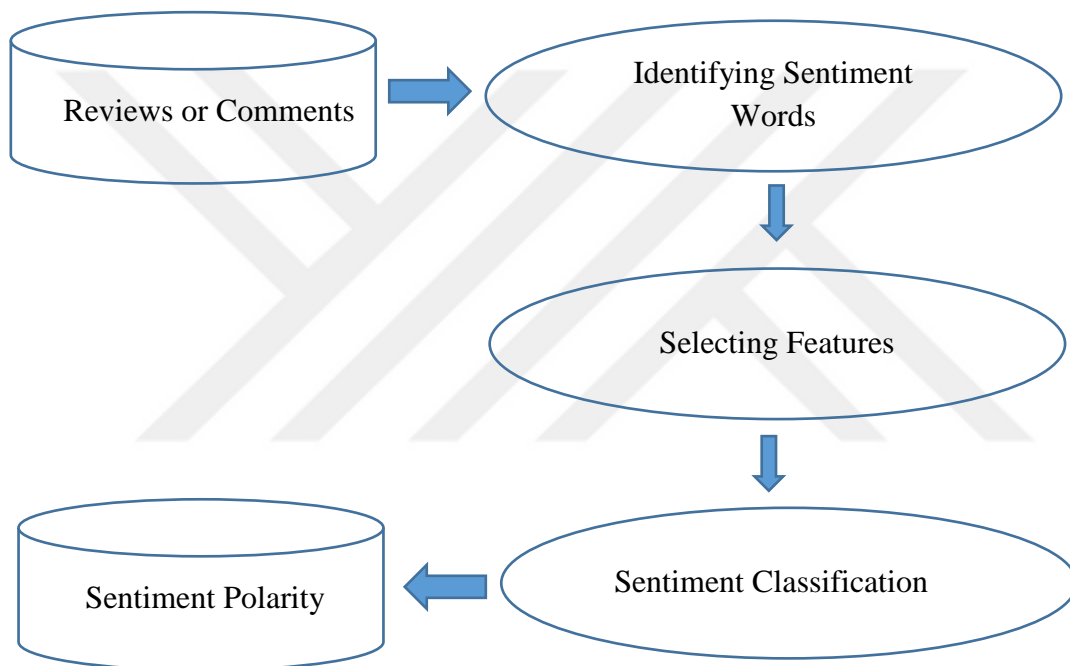 Reviews or Comments
Identifying Sentiment
Words
Selecting Features
Sentiment Classification
Sentiment Polarity